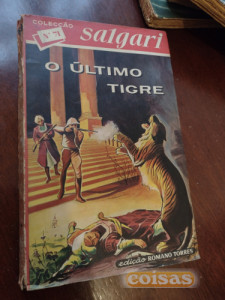 COLECÇÃO
salgari
O ÚLTIMO
TIGRE
edição ROMANO TORRES
coisas